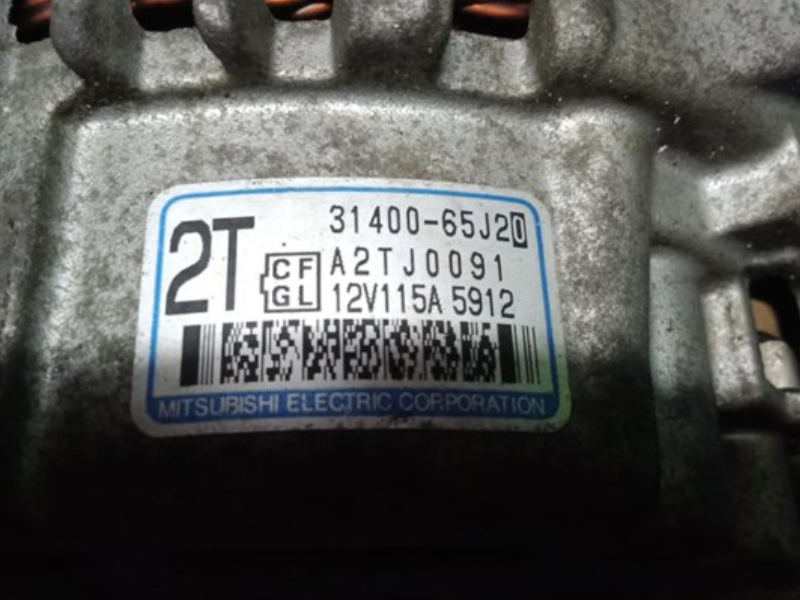 2T
31400-65J20
CF
GL
A2TJ0091
12V115A 5912
MITSUBISHI ELECTRIC CORPORATION